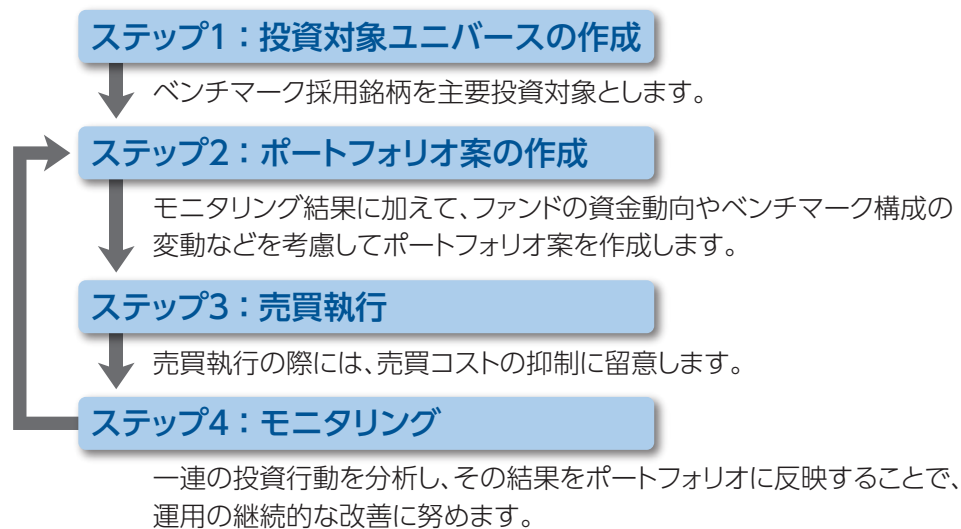 ステップ1：投資対象ユニバースの作成
ベンチマーク採用銘柄を主要投資対象とします。
ステップ2：ポートフォリオ案の作成
モニタリング結果に加えて、ファンドの資金動向やベンチマーク構成の
変動などを考慮してポートフォリオ案を作成します。
ステップ3：売買執行
売買執行の際には、売買コストの抑制に留意します。
ステップ4：モニタリング
一連の投資行動を分析し、その結果をポートフォリオに反映することで、
運用の継続的な改善に努めます。